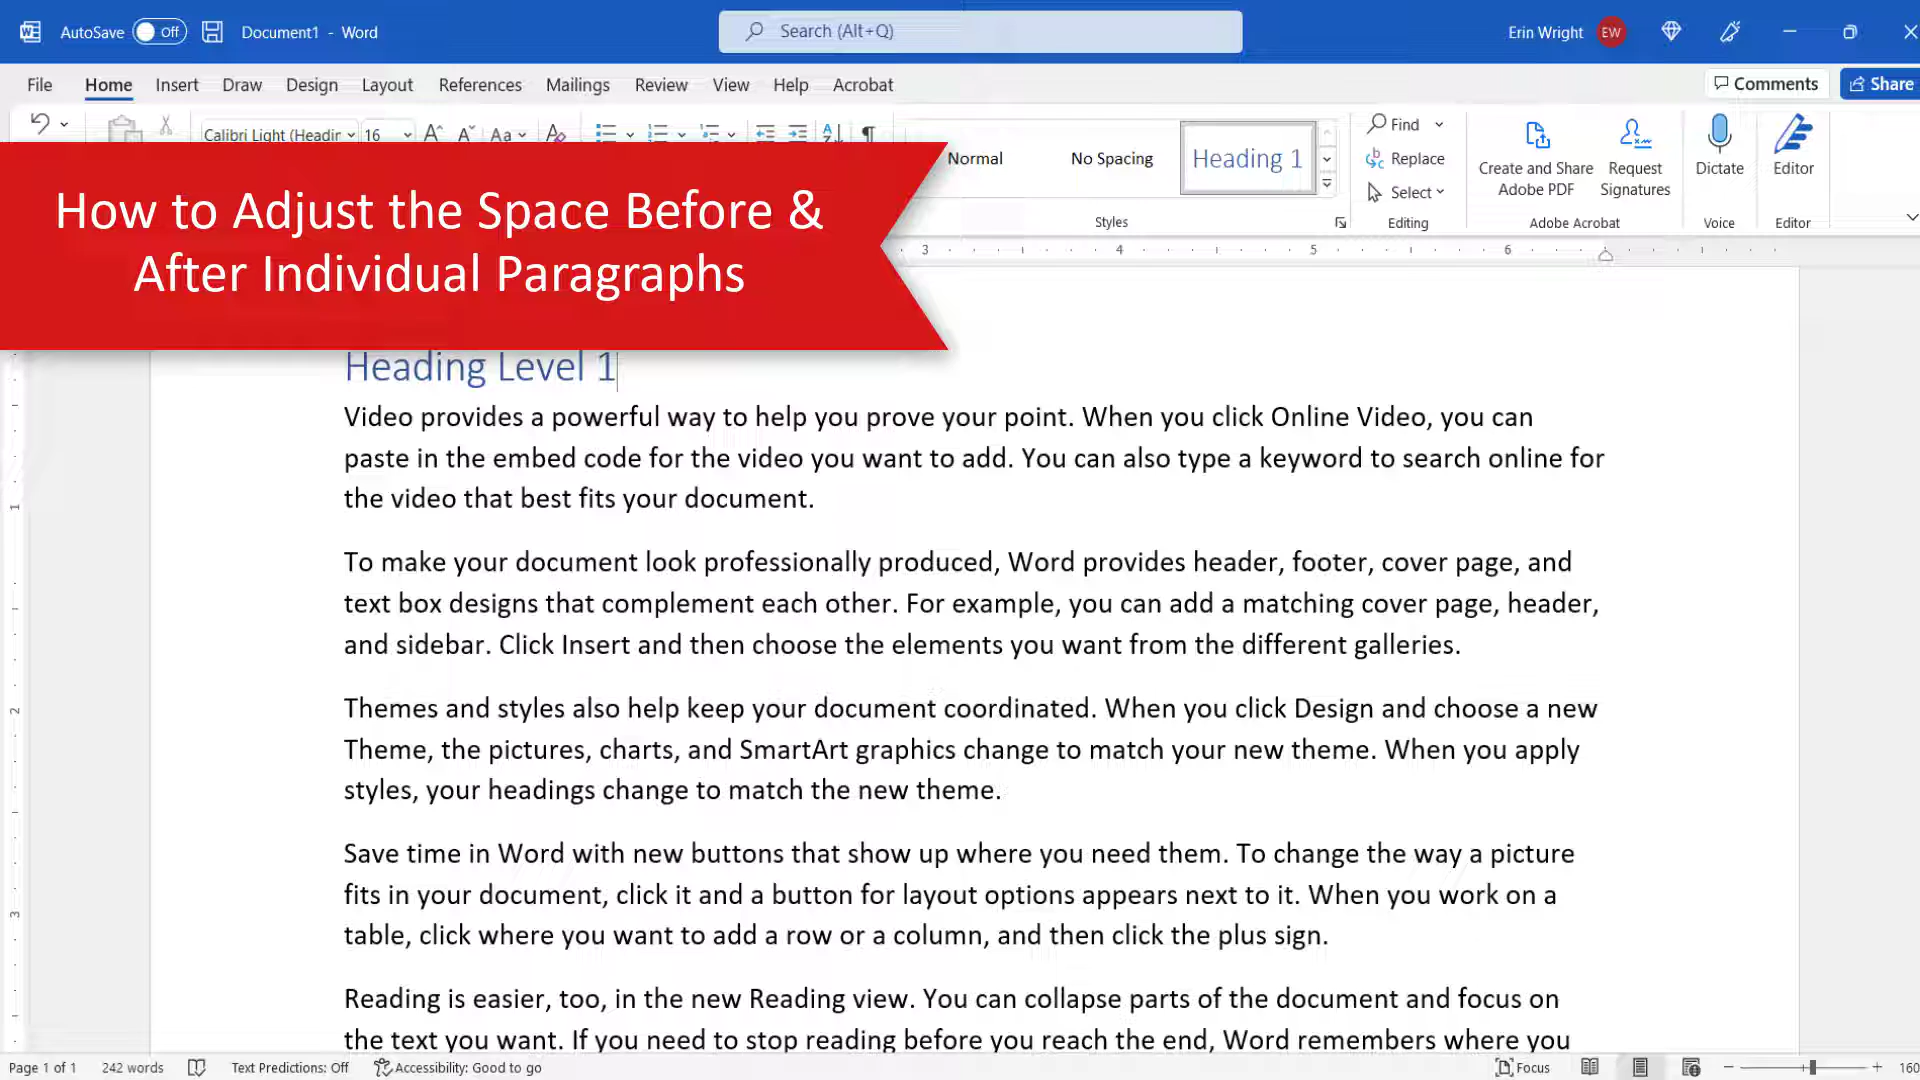 AutoSave Off Document1 - Word Search (Alt+Q) Erin Wright EW
File Home Insert Draw Design Layout References Mailings Review View Help Acrobat Comments Share
Calibri Light (Headir 16 Aa
Normal No Spacing Heading 1
Find
Replace
Select
Create and Share
Adobe PDF
Request
Signatures
Dictate
Editor
Styles Editing Adobe Acrobat Voice Editor
How to Adjust the Space Before &
After Individual Paragraphs
3 4 5 6
Heading Level 1
Video provides a powerful way to help you prove your point. When you click Online Video, you can
paste in the embed code for the video you want to add. You can also type a keyword to search online for
the video that best fits your document.
1
To make your document look professionally produced, Word provides header, footer, cover page, and
text box designs that complement each other. For example, you can add a matching cover page, header,
and sidebar. Click Insert and then choose the elements you want from the different galleries.
2
Themes and styles also help keep your document coordinated. When you click Design and choose a new
Theme, the pictures, charts, and SmartArt graphics change to match your new theme. When you apply
styles, your headings change to match the new theme.
Save time in Word with new buttons that show up where you need them. To change the way a picture
fits in your document, click it and a button for layout options appears next to it. When you work on a
3
table, click where you want to add a row or a column, and then click the plus sign.
Reading is easier, too, in the new Reading view. You can collapse parts of the document and focus on
the text you want. If you need to stop reading before you reach the end, Word remembers where you
Page 1 of 1 242 words Text Predictions: Off Accessibility: Good to go Focus 160